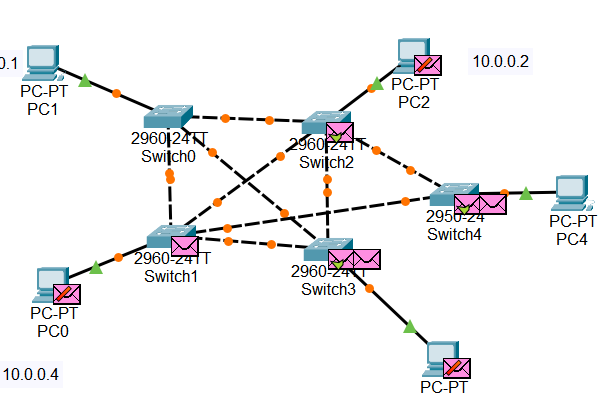 0.1
PC-PT
PC1
PC-PT
PC2
10.0.0.2
2960-24TT
Switch0
2960-24TT
Switch2
2950-24
Switch4
PC-PT
PC4
2960-24TT
Switch1
2960-24TT
Switch3
PC-PT
PC0
10.0.0.4
PC-PT